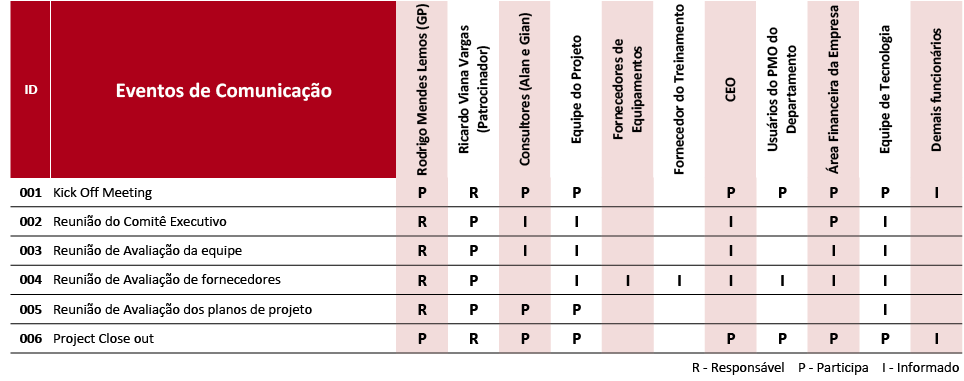 ID
Eventos de Comunicação
Rodrigo Mendes Lemos (GP)
Ricardo Viana Vargas
(Patrocinador)
Consultores (Alan e Gian)
Equipe do Projeto
Fornecedores de
Equipamentos
Fornecedor do Treinamento
CEO
Usuários do PMO do
Departamento
Área Financeira da Empresa
Equipe de Tecnologia
Demais funcionários
001 Kick Off Meeting P R P P P P P P I
002 Reunião do Comitê Executivo R P I I I P I
003 Reunião de Avaliação da equipe R P I I I I I
004 Reunião de Avaliação de fornecedores R P I I I I I I I
005 Reunião de Avaliação dos planos de projeto R P P P I
006 Project Close out P R P P P P P P I
R - Responsável P - Participa I - Informado